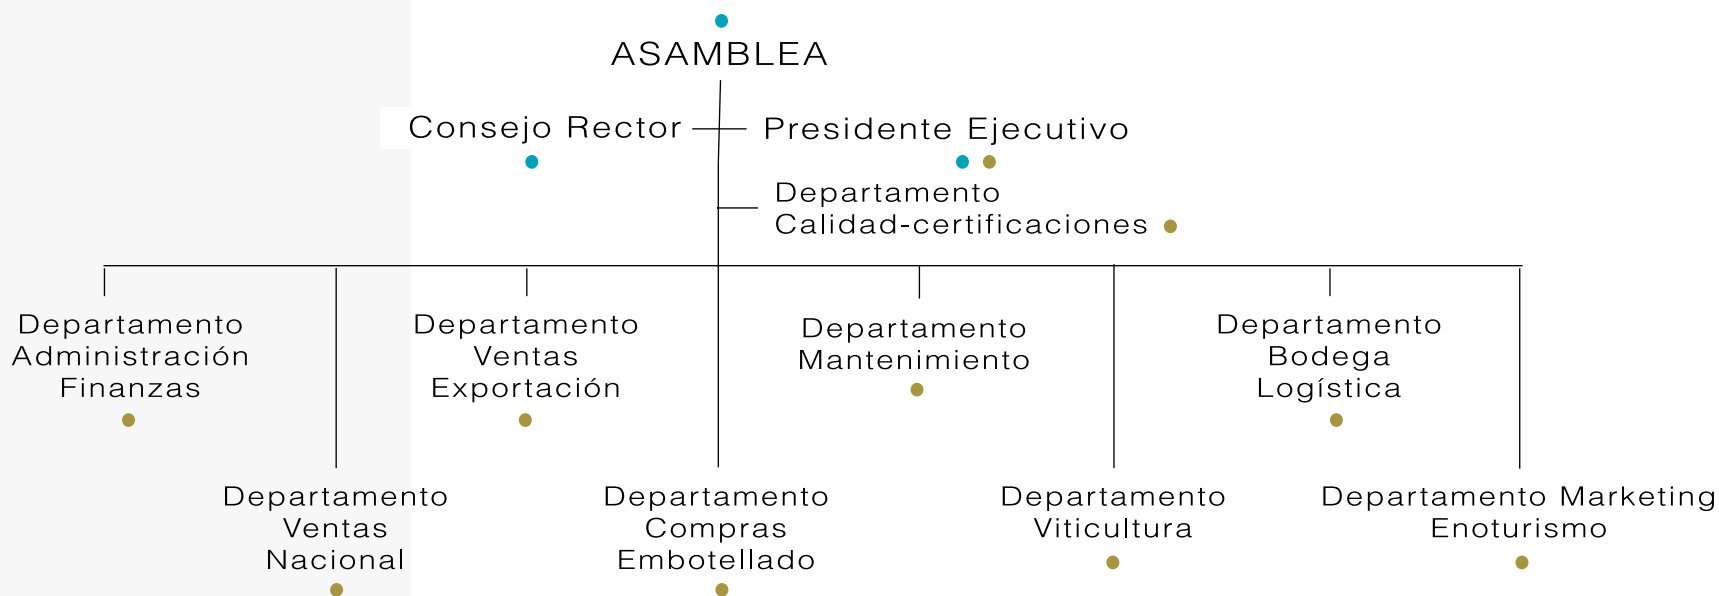 ASAMBLEA
Consejo Rector
Presidente Ejecutivo
Departamento
Calidad-certificaciones
Departamento
Administración
Finanzas
Departamento
Ventas
Exportación
Departamento
Mantenimiento
Departamento
Bodega
Logística
Departamento
Ventas
Nacional
Departamento
Compras
Embotellado
Departamento
Viticultura
Departamento Marketing
Enoturismo